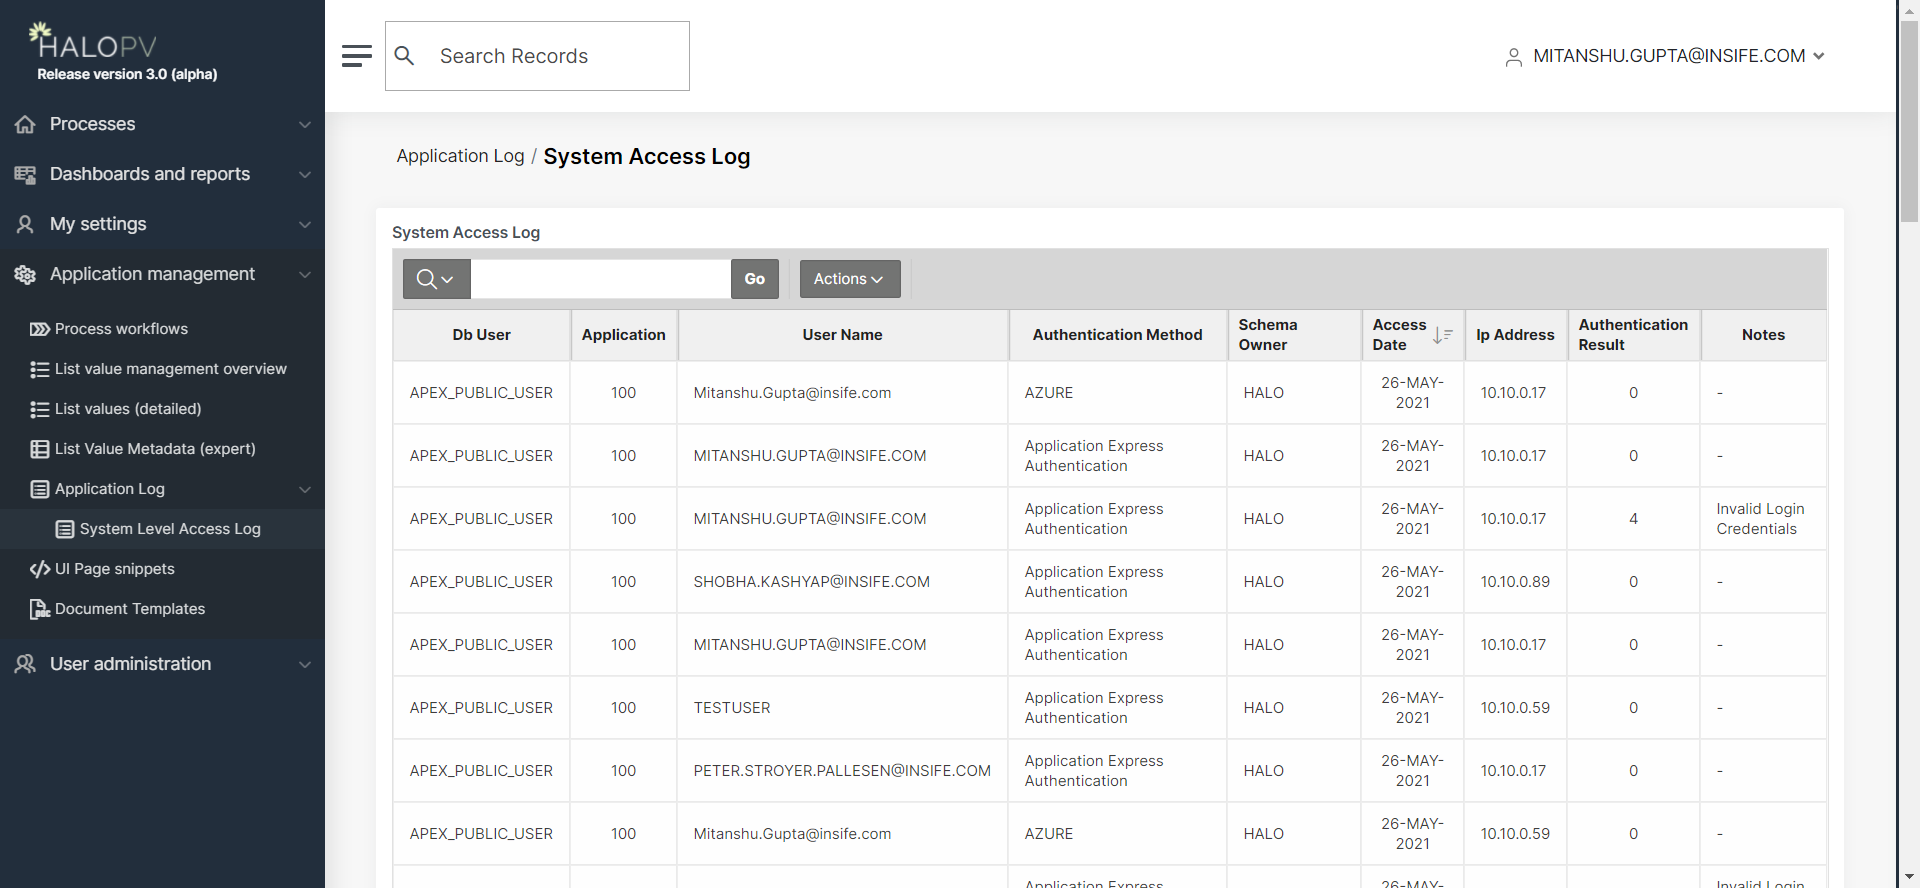 HALOPV
Release version 3.0 (alpha)
Processes
Dashboards and reports
My settings
Application management
Process workflows
List value management overview
List values (detailed)
List Value Metadata (expert)
Application Log
System Level Access Log
UI Page snippets
Document Templates
User administration
Search Records
MITANSHU.GUPTA@INSIFE.COM
Application Log / System Access Log
System Access Log
Go
Actions
Db User Application User Name Authentication Method Schema Owner Access Date Ip Address Authentication Result Notes
APEX_PUBLIC_USER 100 Mitanshu.Gupta@insife.com AZURE HALO 26-MAY-2021 10.10.0.17 0 -
APEX_PUBLIC_USER 100 MITANSHU.GUPTA@INSIFE.COM Application Express Authentication HALO 26-MAY-2021 10.10.0.17 0 -
APEX_PUBLIC_USER 100 MITANSHU.GUPTA@INSIFE.COM Application Express Authentication HALO 26-MAY-2021 10.10.0.17 4 Invalid Login Credentials
APEX_PUBLIC_USER 100 SHOBHA.KASHYAP@INSIFE.COM Application Express Authentication HALO 26-MAY-2021 10.10.0.89 0 -
APEX_PUBLIC_USER 100 MITANSHU.GUPTA@INSIFE.COM Application Express Authentication HALO 26-MAY-2021 10.10.0.17 0 -
APEX_PUBLIC_USER 100 TESTUSER Application Express Authentication HALO 26-MAY-2021 10.10.0.59 0 -
APEX_PUBLIC_USER 100 PETER.STROYER.PALLESEN@INSIFE.COM Application Express Authentication HALO 26-MAY-2021 10.10.0.17 0 -
APEX_PUBLIC_USER 100 Mitanshu.Gupta@insife.com AZURE HALO 26-MAY-2021 10.10.0.59 0 -
Application Express 26-MAY- Invalid Login